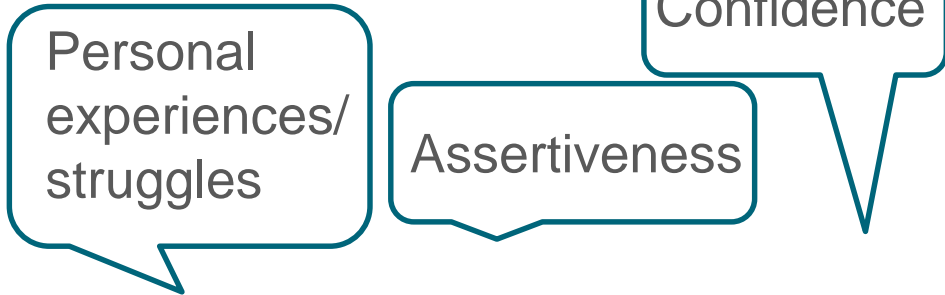 Confidence
Personal
experiences/
struggles
Assertiveness